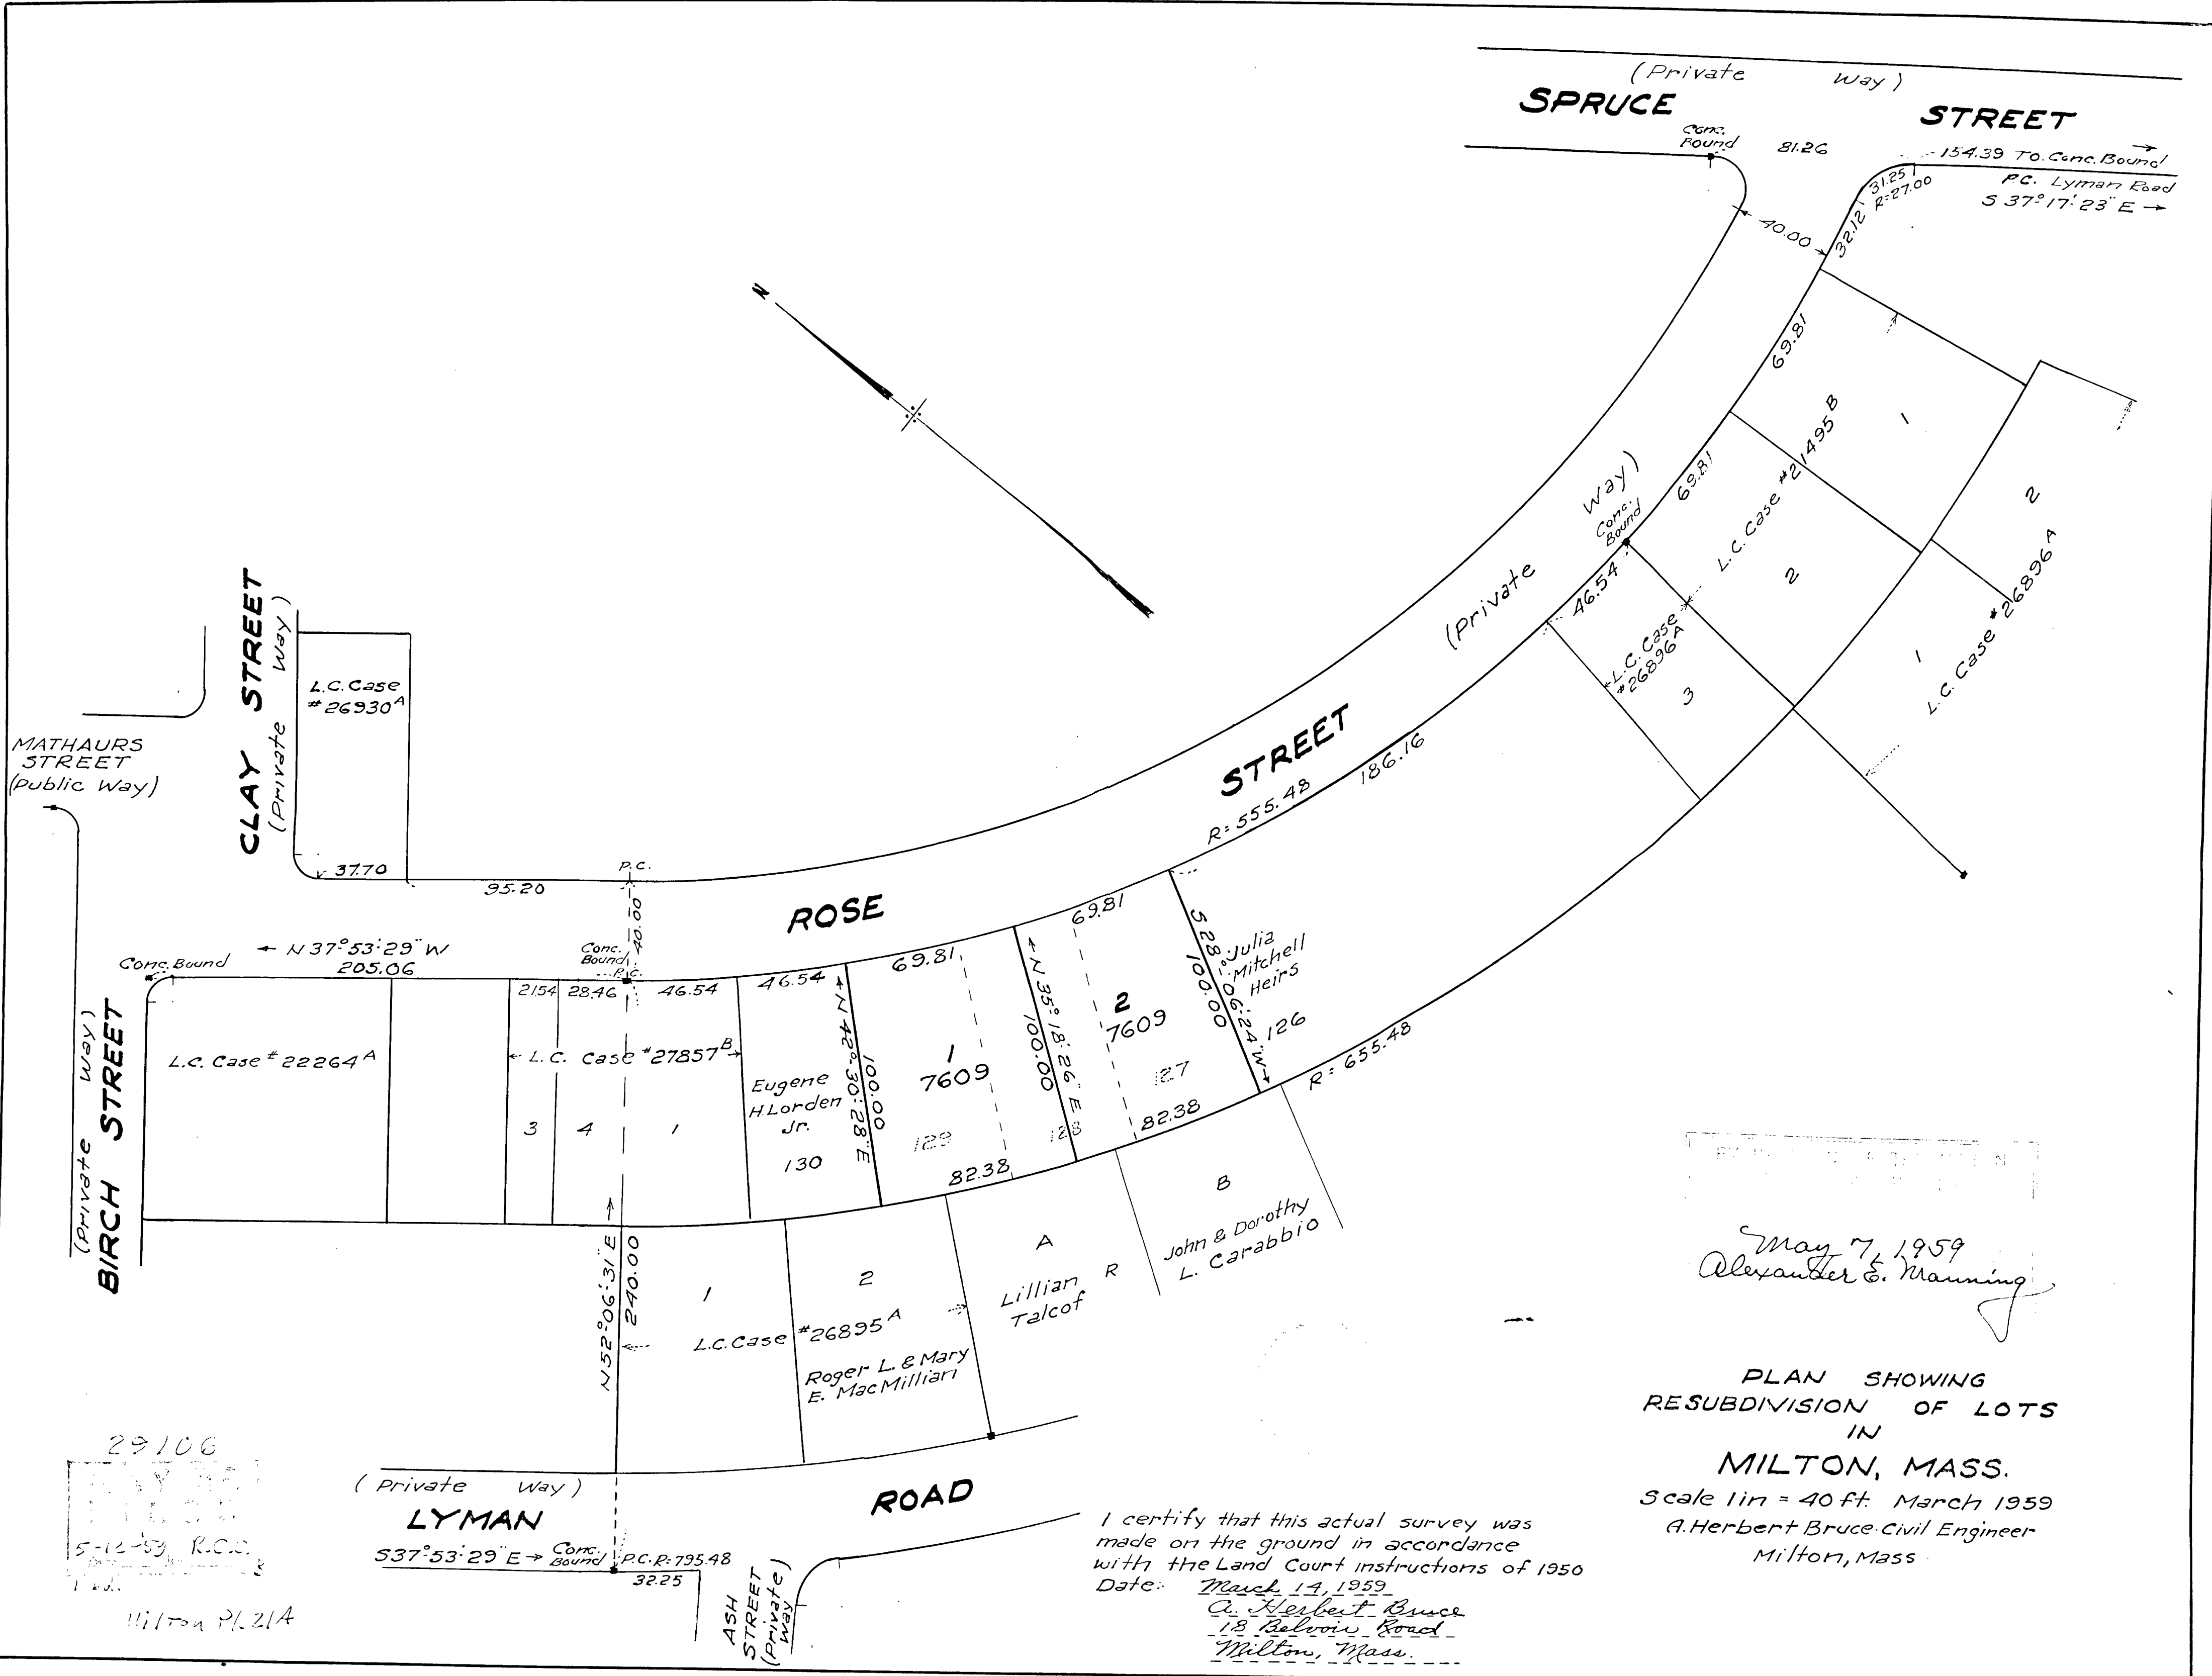 (Private Way)
SPRUCE STREET
Conc.
Bound
81.26
154.39 To Conc. Bound
P.C. Lyman Road
S 37° 17' 23" E
31.25
R=27.00
32.12
40.00
N
69.81
1
L.C. Case #21495 B
69.81
2
2
1
L.C. Case #26896 A
(Private Way)
Conc.
Bound
46.54
L.C. Case
#26896 A
3
CLAY STREET
(Private Way)
L.C. Case
#26930 A
MATHAURS
STREET
(Public Way)
37.70
95.20
P.C.
40.00
ROSE STREET
R=555.48
186.16
N 37° 53' 29" W
205.06
Conc. Bound
Conc.
Bound
P.C.
21.54
28.46
46.54
46.54
69.81
69.81
BIRCH STREET
(Private Way)
L.C. Case #22264 A
L.C. Case #27857 B
3
4
1
Eugene
H. Lorden
Jr.
130
N 42° 30' 28" E
100.00
1
7609
129
82.38
N 35° 18' 26" E
100.00
128
2
7609
127
82.38
S 28° 06' 24" W
100.00
Julia
Mitchell
Heirs
126
R=655.48
N 52° 06' 31" E
240.00
1
2
L.C. Case #26895 A
Roger L. & Mary
E. MacMillian
A
Lillian R
Talcof
B
John & Dorothy
L. Carabbio
(Private Way)
LYMAN ROAD
S 37° 53' 29" E
Conc.
Bound
P.C. R=795.48
32.25
ASH
STREET
(Private)
Way
May 7, 1959
Alexander E. Manning
PLAN SHOWING
RESUBDIVISION OF LOTS
IN
MILTON, MASS.
Scale 1in = 40 ft. March 1959
A. Herbert Bruce Civil Engineer
Milton, Mass
I certify that this actual survey was
made on the ground in accordance
with the Land Court instructions of 1950
Date: March 14, 1959
A. Herbert Bruce
18 Belvoir Road
Milton, Mass.
29106
5-12-59 R.C.C.
Milton Pl. 21A